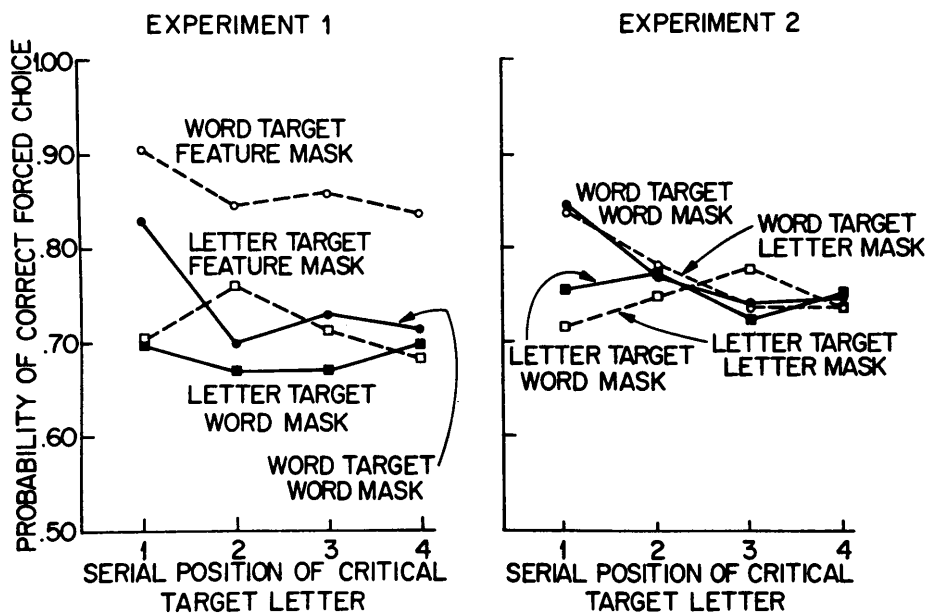 EXPERIMENT 1
PROBABILITY OF CORRECT FORCED CHOICE
1.00
.90
.80
.70
.60
.50
WORD TARGET
FEATURE MASK
LETTER TARGET
FEATURE MASK
LETTER TARGET
WORD MASK
WORD TARGET
WORD MASK
1 2 3 4
SERIAL POSITION OF CRITICAL
TARGET LETTER
EXPERIMENT 2
WORD TARGET
WORD MASK
WORD TARGET
LETTER MASK
LETTER TARGET
WORD MASK
LETTER TARGET
LETTER MASK
1 2 3 4
SERIAL POSITION OF CRITICAL
TARGET LETTER